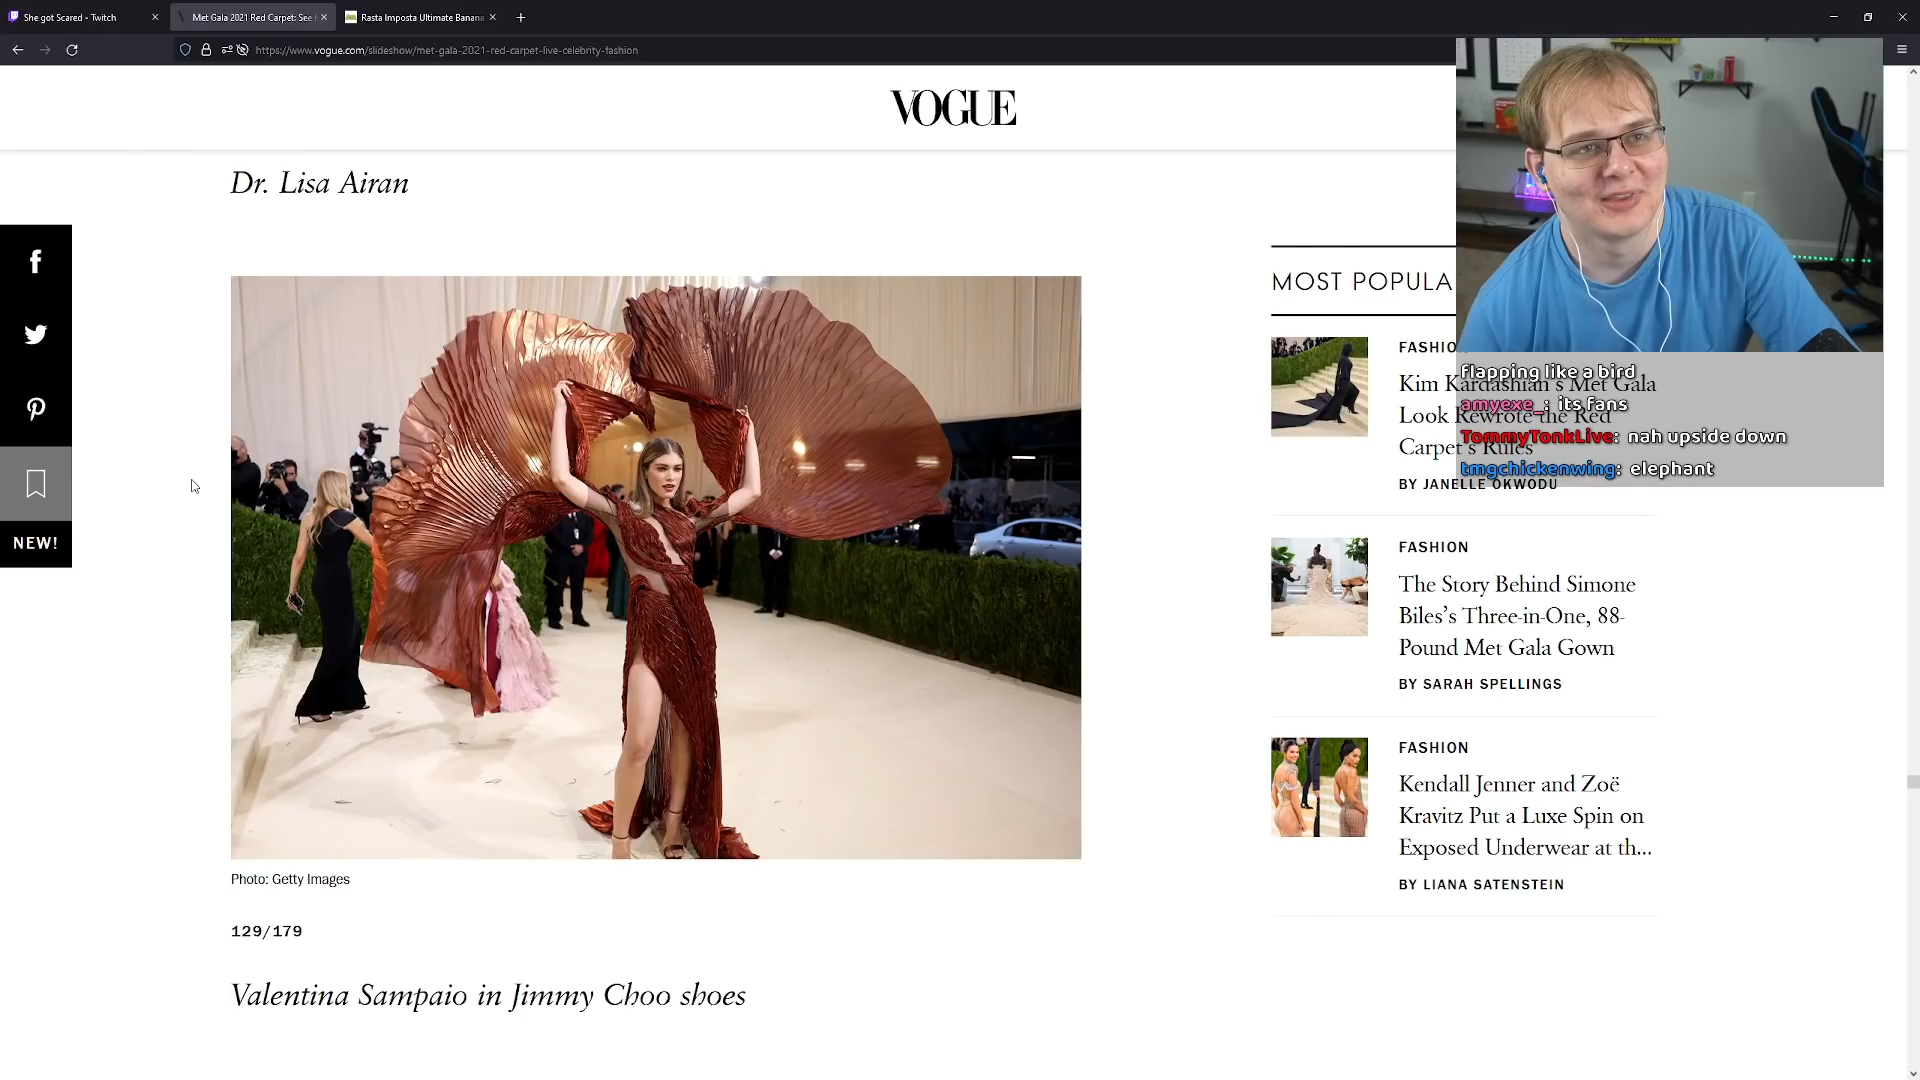 She got Scared - Twitch
Met Gala 2021 Red Carpet: See
Rasta Imposta Ultimate Banana
https://www.vogue.com/slideshow/met-gala-2021-red-carpet-live-celebrity-fashion
VOGUE
Dr. Lisa Airan
NEW!
Photo: Getty Images
129/179
Valentina Sampaio in Jimmy Choo shoes
MOST POPULA
FASHIO
Kim Kardashian's Met Gala
Look Rewrote the Red
Carpet's Rules
BY JANELLE OKWODU
FASHION
The Story Behind Simone
Biles's Three-in-One, 88-
Pound Met Gala Gown
BY SARAH SPELLINGS
FASHION
Kendall Jenner and Zoë
Kravitz Put a Luxe Spin on
Exposed Underwear at th...
BY LIANA SATENSTEIN
flapping like a bird
amyexe_: its fans
TommyTonkLive: nah upside down
tmgchickenwing: elephant